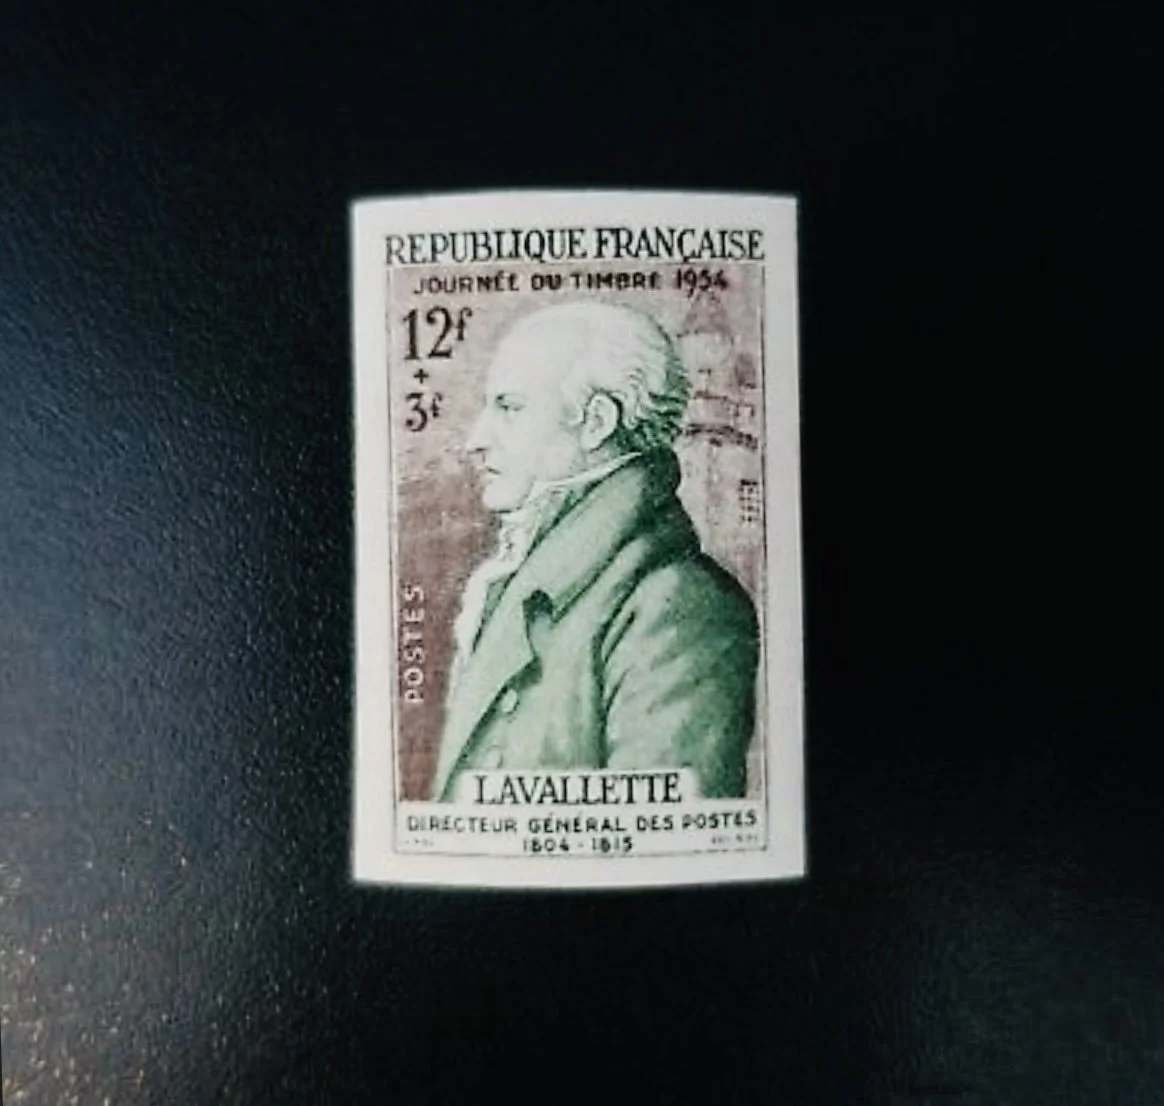 REPUBLIQUE FRANÇAISE
JOURNÉE DU TIMBRE 1954
12f
+
3f
POSTES
LAVALLETTE
DIRECTEUR GÉNÉRAL DES POSTES
1804 - 1815